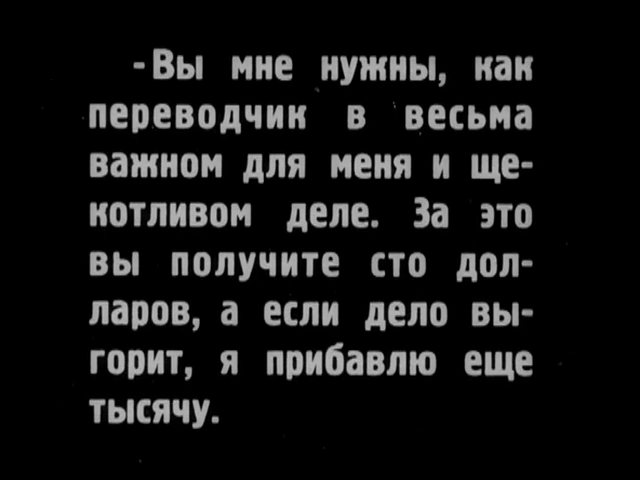 -Вы мне нужны, как
переводчик в весьма
важном для меня и ще-
котливом деле. За это
вы получите сто дол-
ларов, а если дело вы-
горит, я прибавлю еще
тысячу.